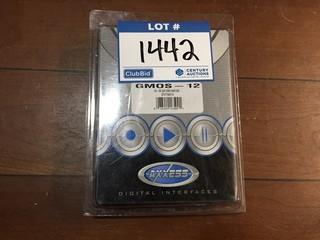 LOT #
1442
ClubBid
CENTURY
AUCTIONS
GMOS - 12
AXXESS
DIGITAL INTERFACES